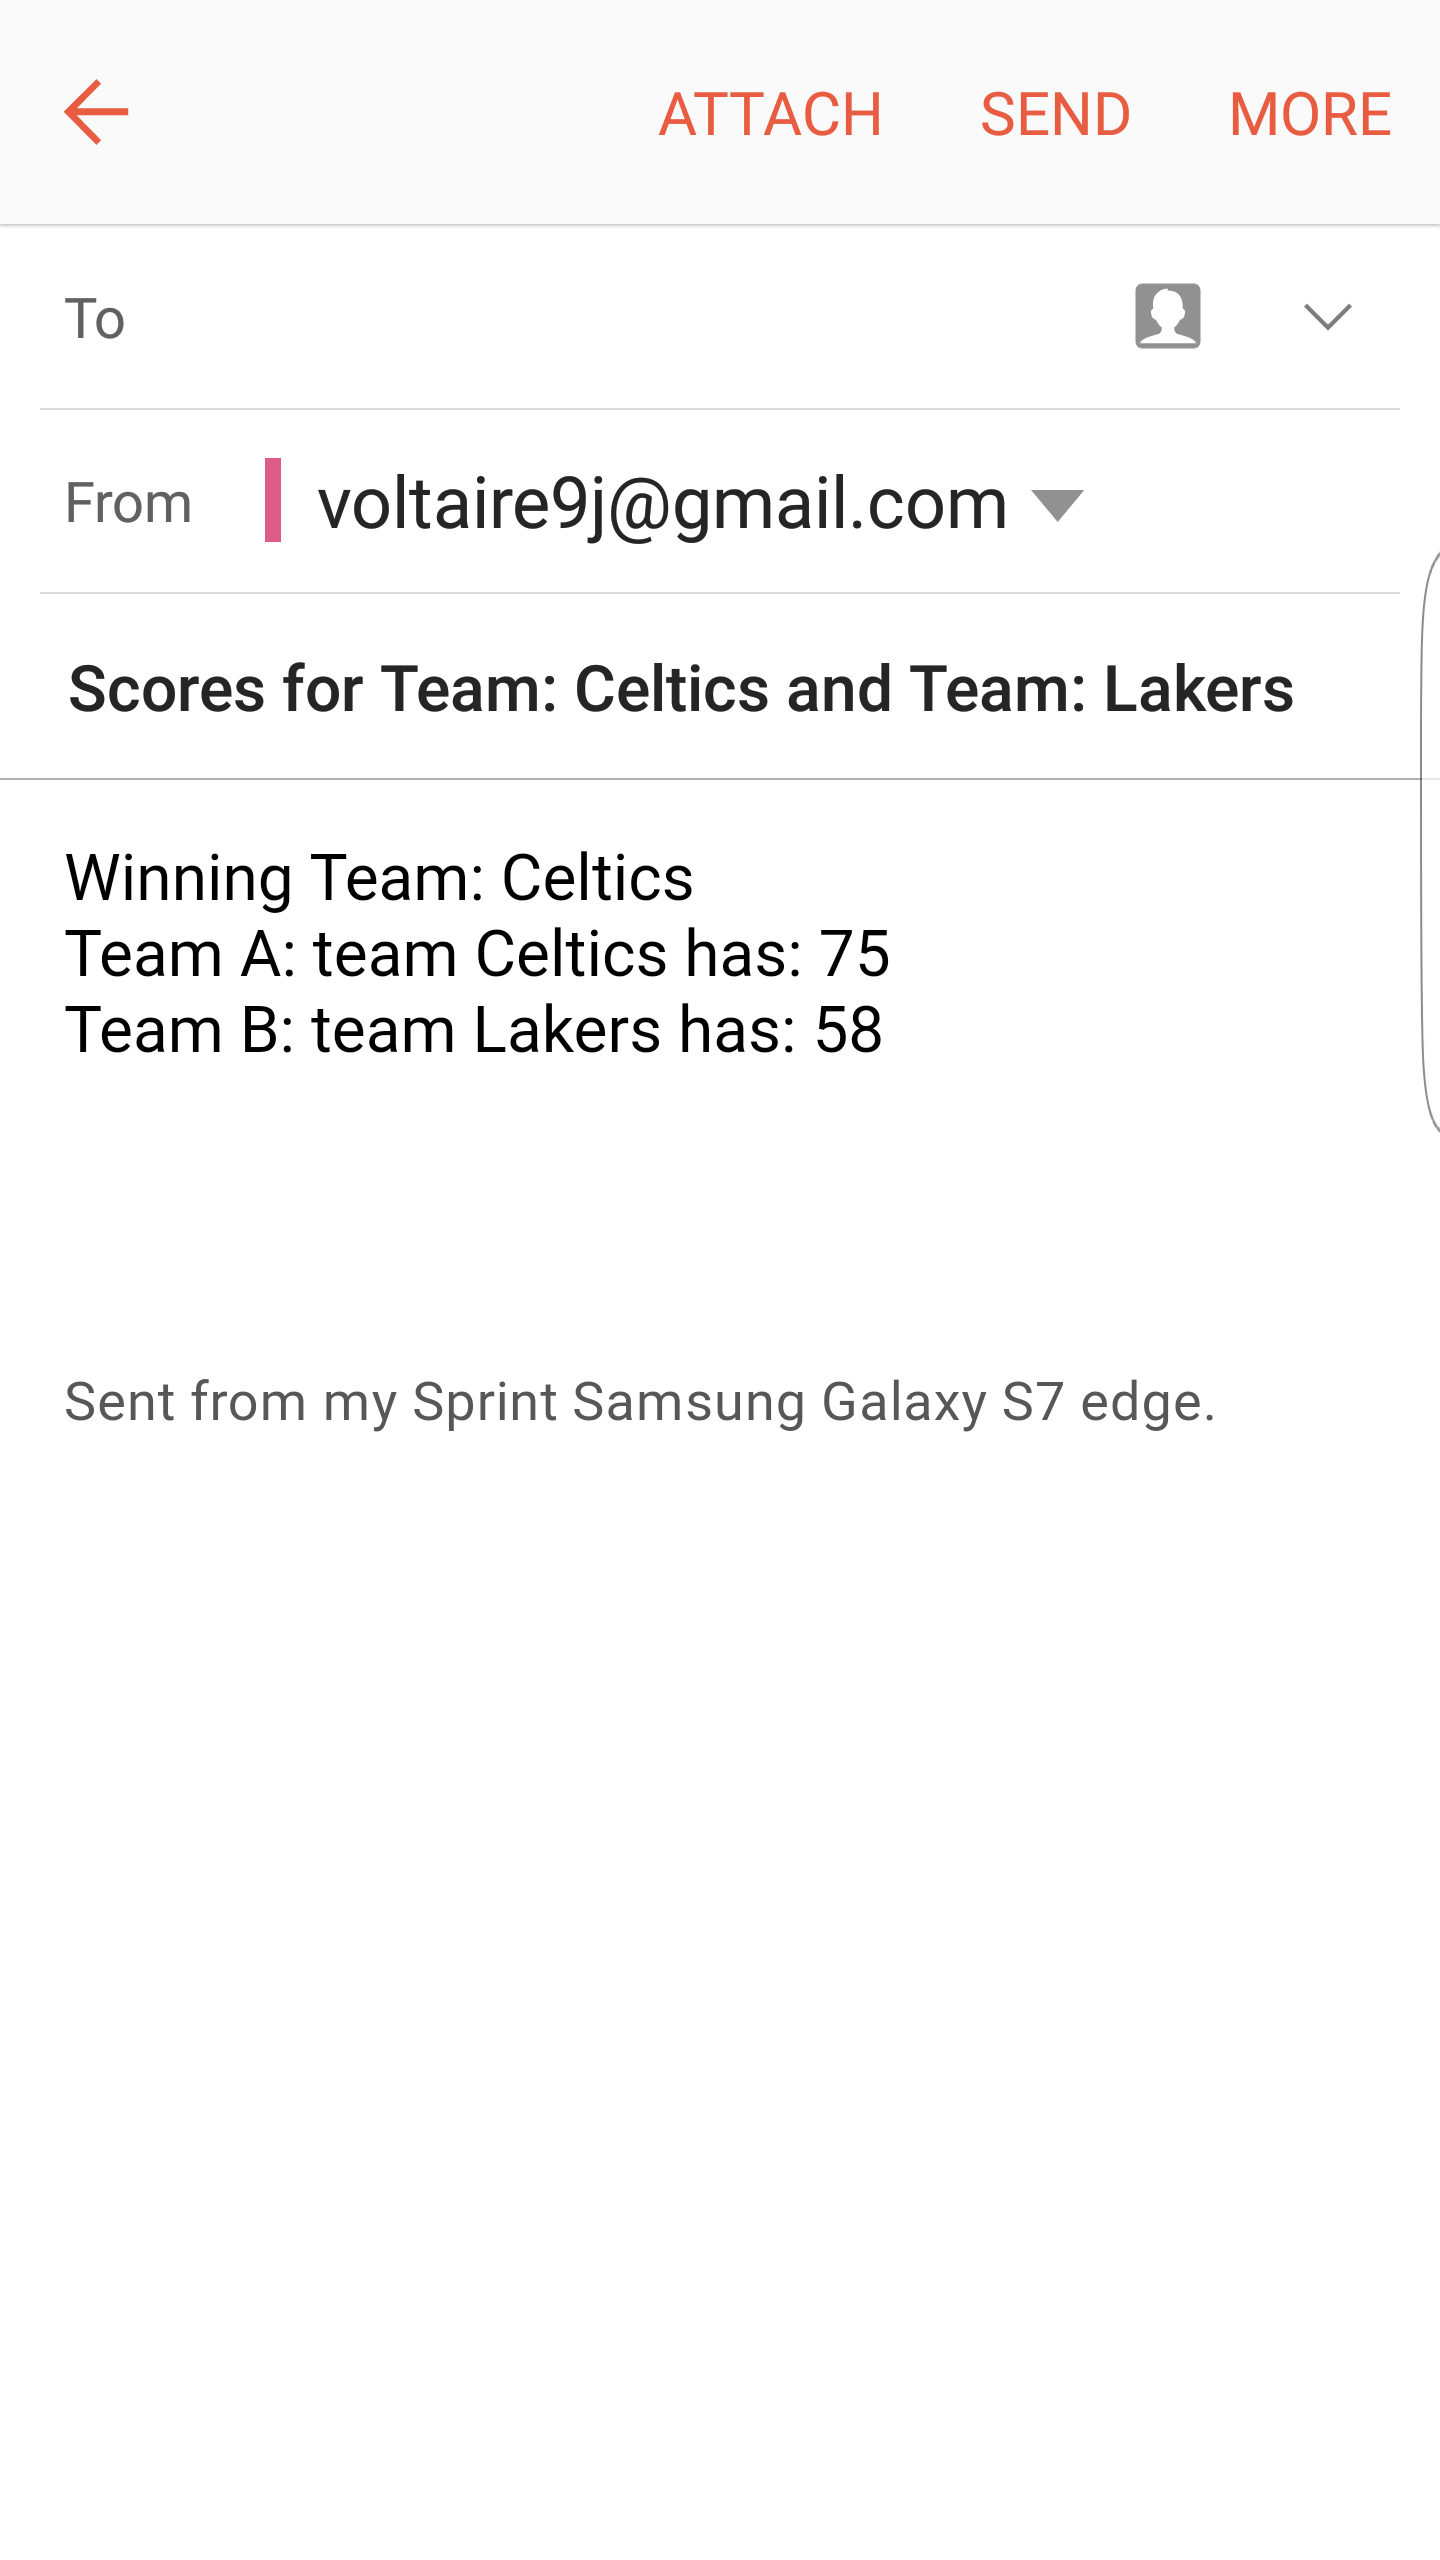 ATTACH SEND MORE
To
From voltaire9j@gmail.com
Scores for Team: Celtics and Team: Lakers
Winning Team: Celtics
Team A: team Celtics has: 75
Team B: team Lakers has: 58
Sent from my Sprint Samsung Galaxy S7 edge.